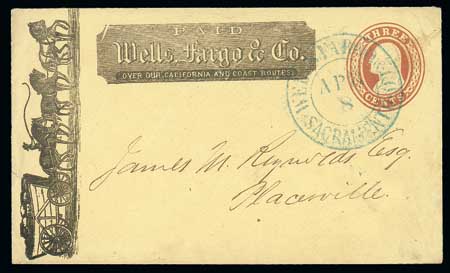 PAID
Wells, Fargo & Co.
OVER OUR CALIFORNIA AND COAST ROUTES.
THREE
CENTS
AP
8
SACRAMENTO
James M. Reynolds Esq.
Placerville.